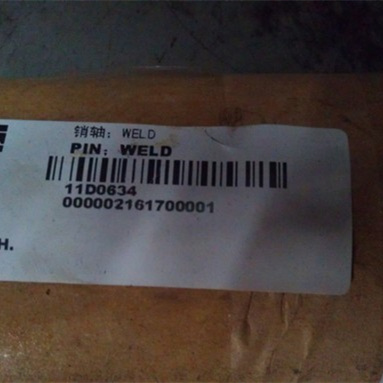 销轴: WELD
PIN: WELD
11D0634
000002161700001
H.